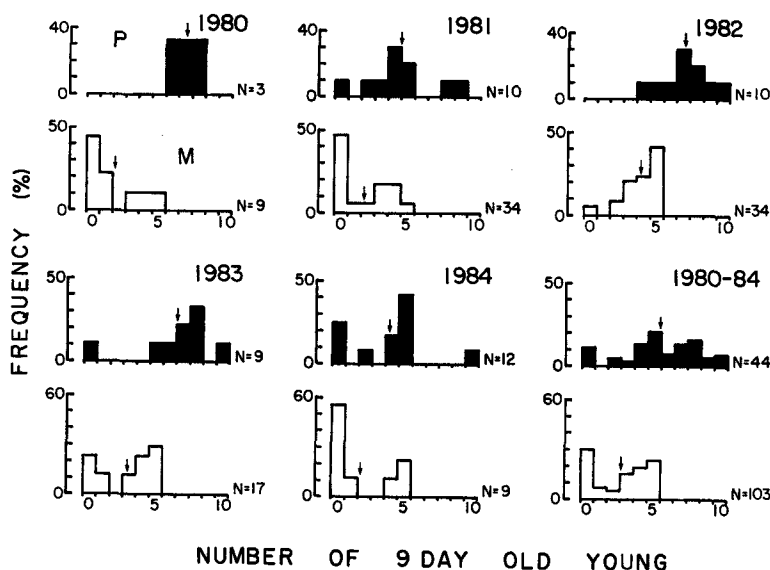 1980
P
40
0
N=3
1981
40
0
N=10
1982
40
0
N=10
50
M
0
0 5 10
N=9
50
0
0 5 10
N=34
50
0
0 5 10
N=34
FREQUENCY (%)
1983
50
0
N=9
1984
50
0
N=12
1980-84
50
0
N=44
60
0
0 5 10
N=17
60
0
0 5 10
N=9
60
0
0 5 10
N=103
NUMBER OF 9 DAY OLD YOUNG